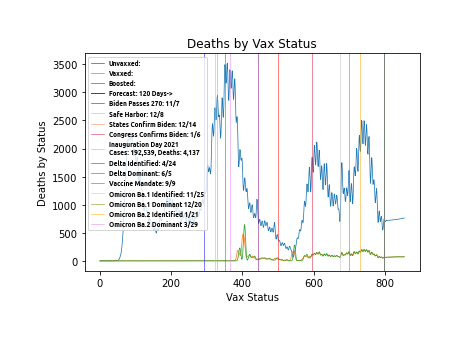 Deaths by Vax Status
Deaths by Vax Status
3500
3000
2500
2000
1500
1000
500
0
Unvaxxed:
Vaxxed:
Boosted:
Forecast: 120 Days->
Biden Passes 270: 11/7
Safe Harbor: 12/8
States Confirm Biden: 12/14
Congress Confirms Biden: 1/6
Inauguration Day 2021
Cases: 192,539, Deaths: 4,137
Delta Identified: 4/24
Delta Dominant: 6/5
Vaccine Mandate: 9/9
Omicron Ba.1 Identified: 11/25
Omicron Ba.1 Dominant 12/20
Omicron Ba.2 Identified 1/21
Omicron Ba.2 Dominant 3/29
0 200 400 600 800
Vax Status